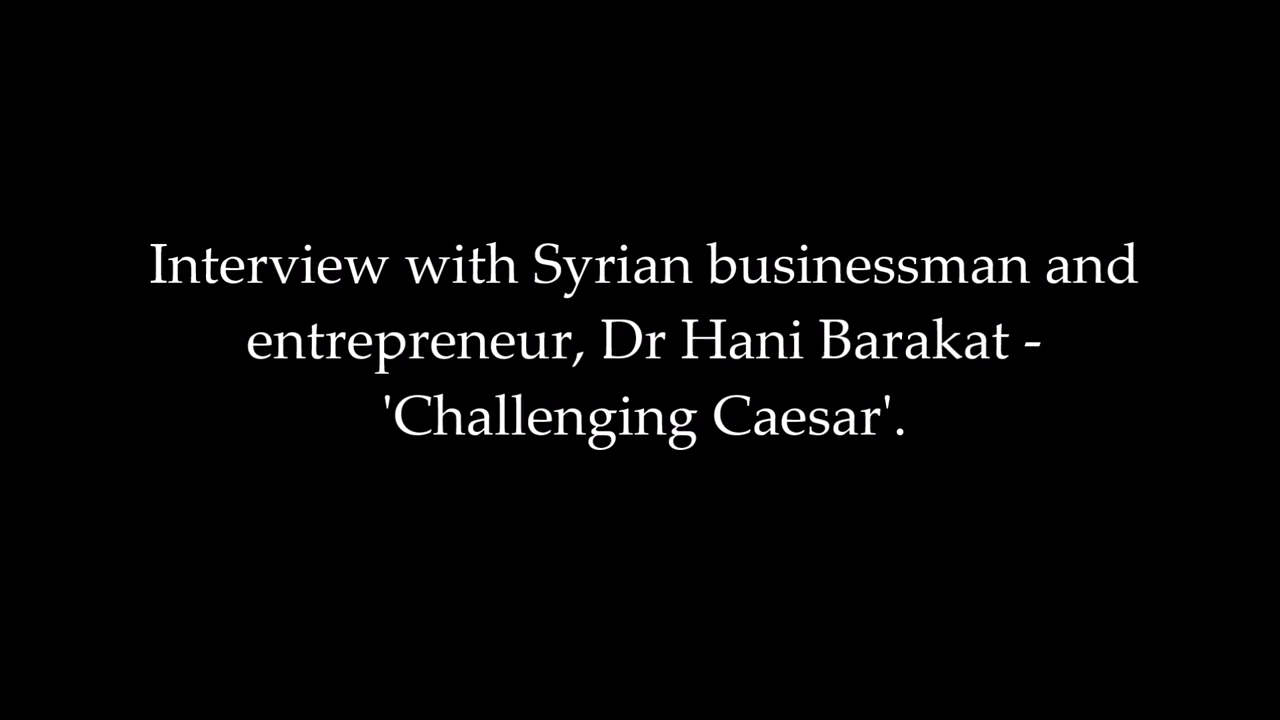 Interview with Syrian businessman and
entrepreneur, Dr Hani Barakat -
'Challenging Caesar'.